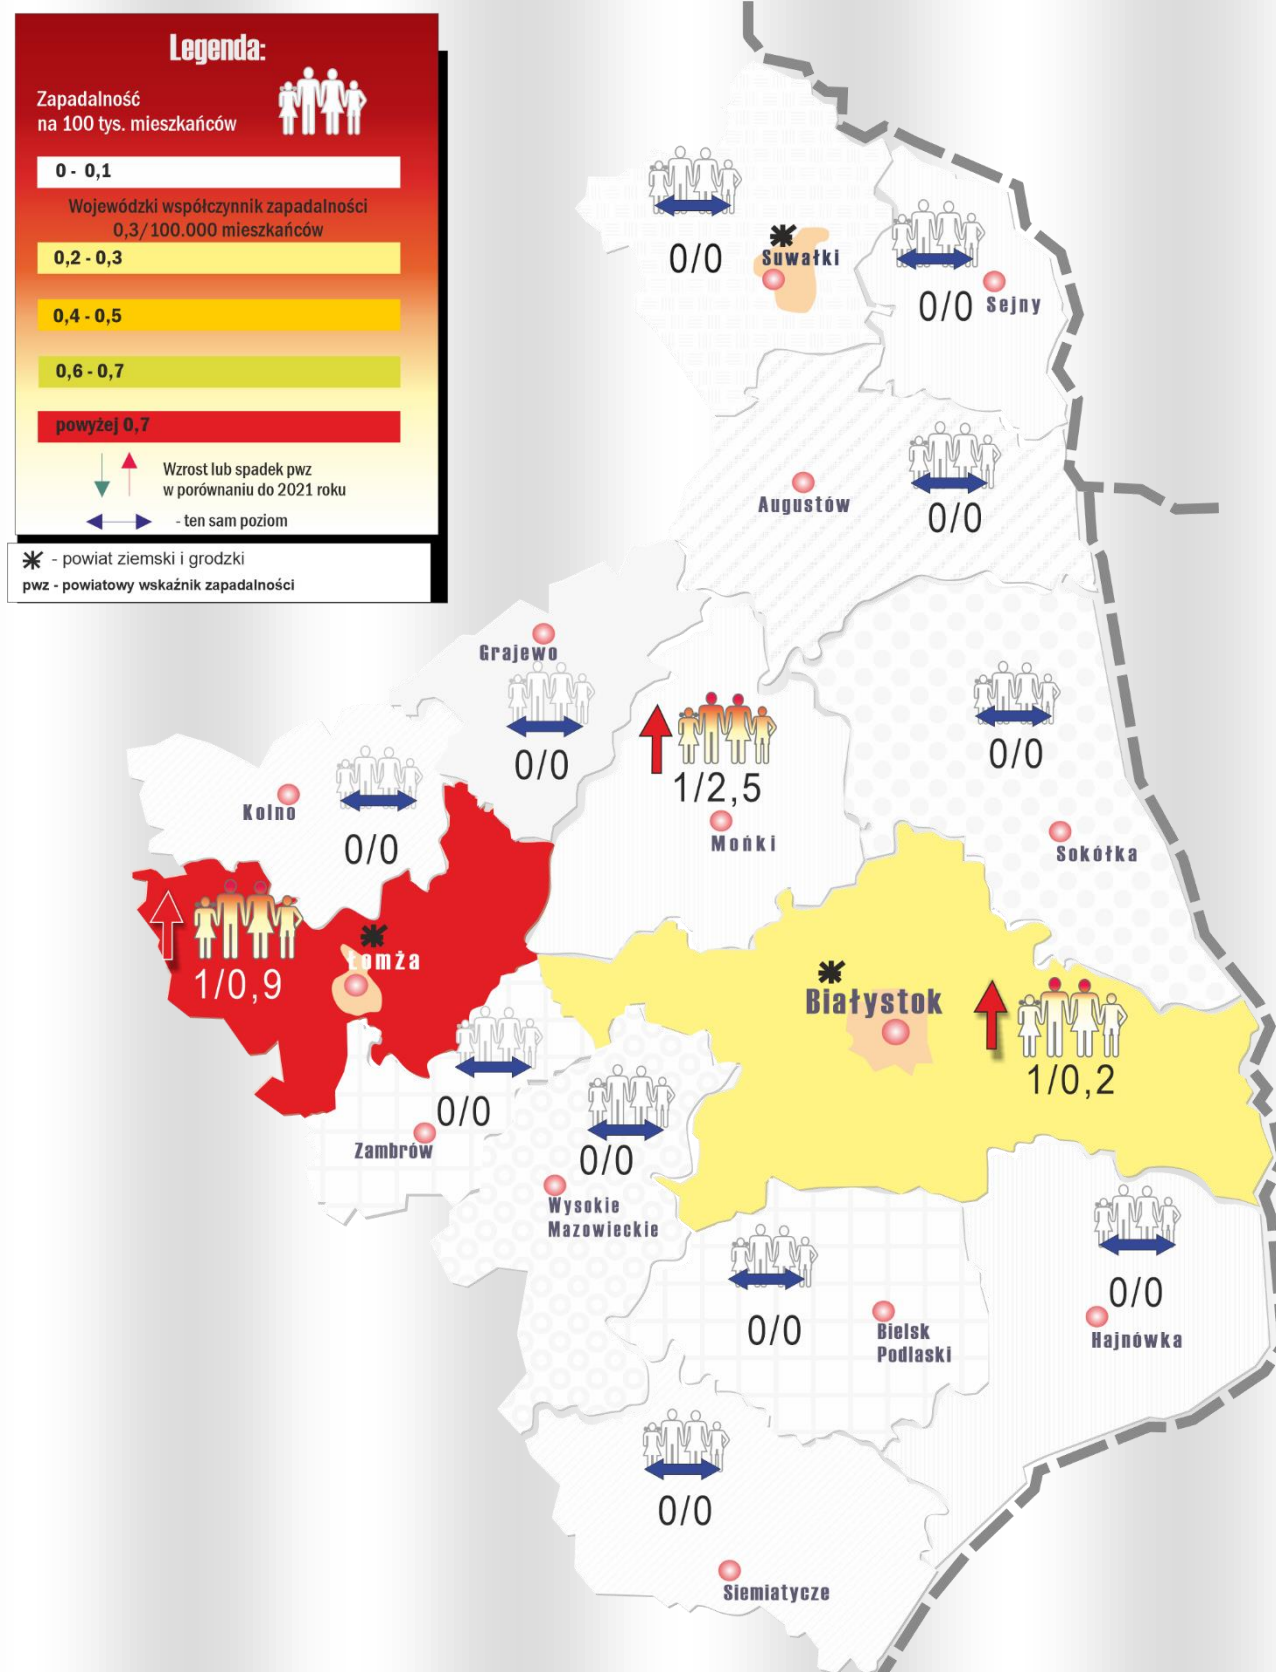 Legenda:
Zapadalność
na 100 tys. mieszkańców
0 - 0,1
Wojewódzki współczynnik zapadalności
0,3/100.000 mieszkańców
0,2 - 0,3
0,4 - 0,5
0,6 - 0,7
powyżej 0,7
Wzrost lub spadek pwz
w porównaniu do 2021 roku
- ten sam poziom
- powiat ziemski i grodzki
pwz - powiatowy wskaźnik zapadalności
0/0
Suwałki
0/0
Sejny
Augustów
0/0
Grajewo
0/0
1/2,5
Mońki
0/0
Sokółka
Kolno
0/0
1/0,9
Łomża
Białystok
1/0,2
0/0
Zambrów
0/0
Wysokie
Mazowieckie
0/0
Bielsk
Podlaski
0/0
Hajnówka
0/0
Siemiatycze